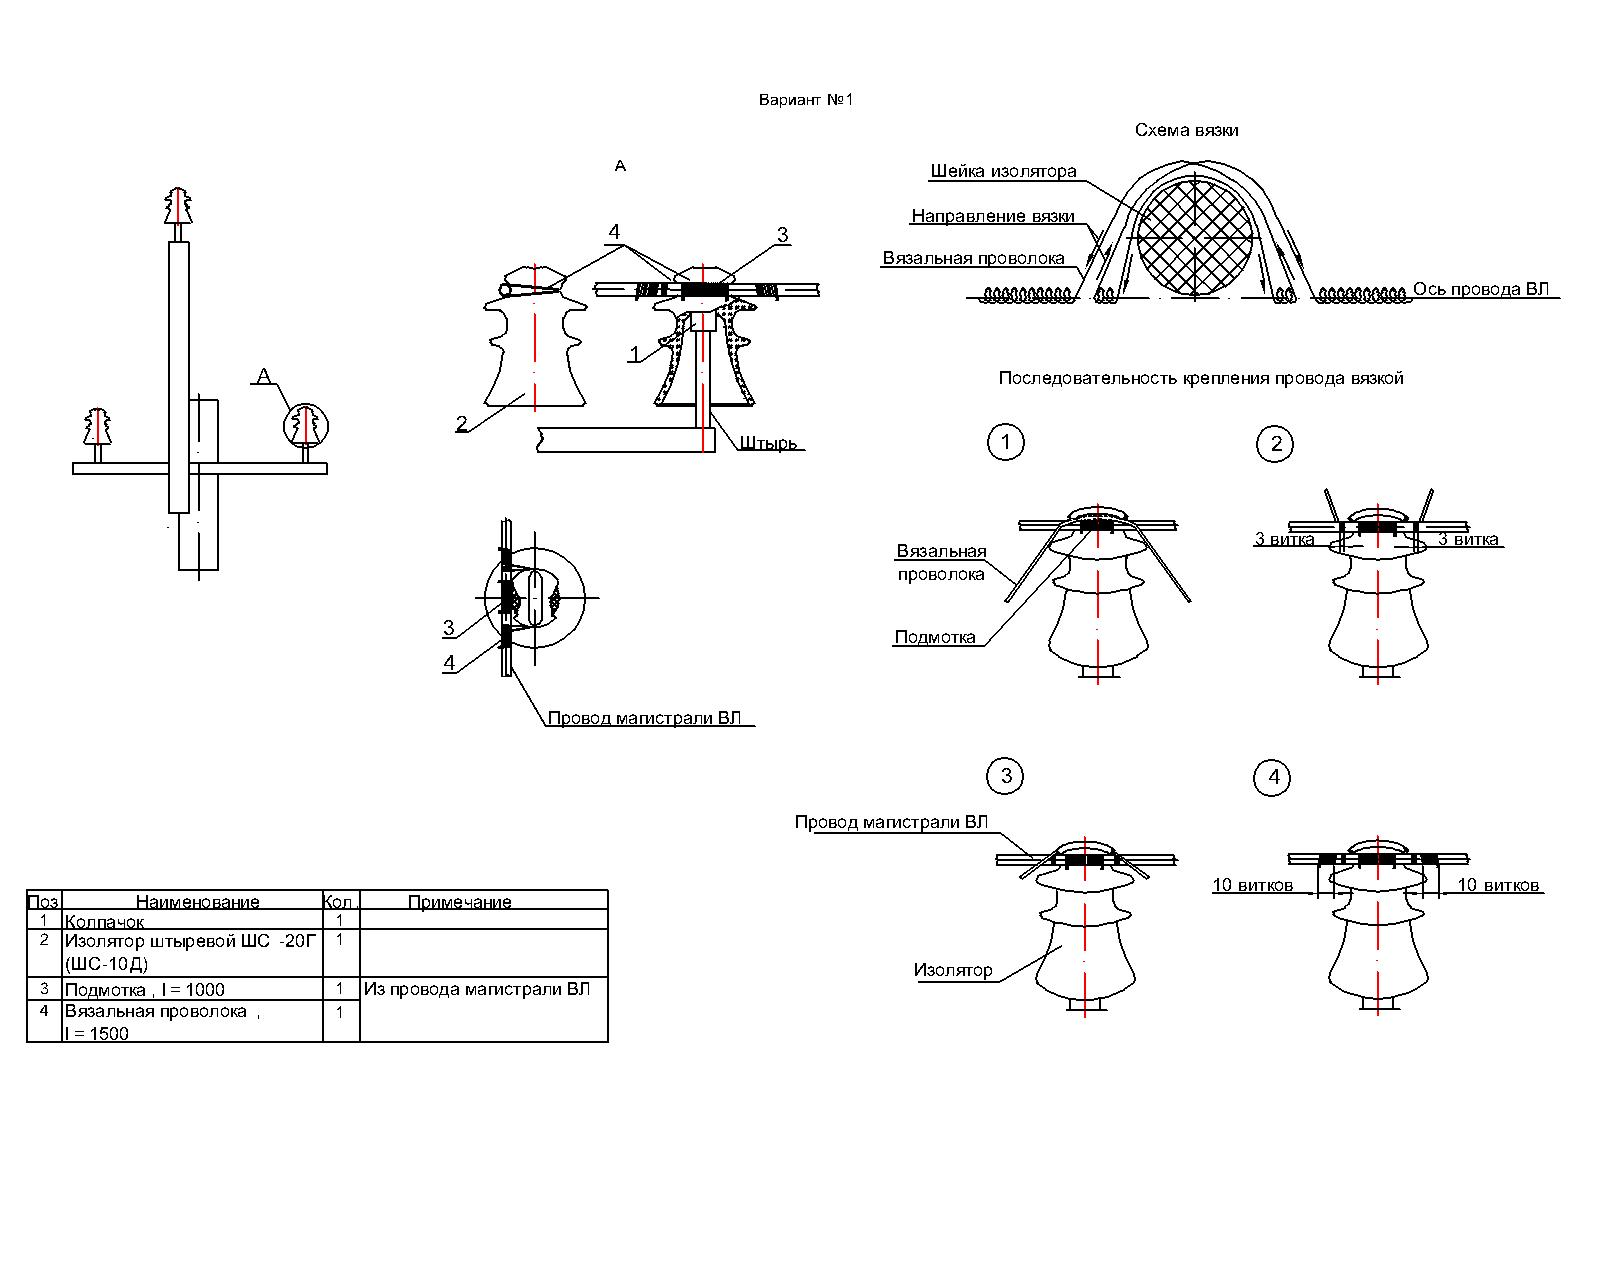 Вариант №1
Схема вязки
А
Шейка изолятора
Направление вязки
Вязальная проволока
Ось провода ВЛ
4
3
1
2
Штырь
А
Последовательность крепления провода вязкой
1
2
Вязальная
проволока
Подмотка
3 витка
3 витка
3
4
Провод магистрали ВЛ
3
4
Провод магистрали ВЛ
Изолятор
10 витков
10 витков
Поз Наименование Кол. Примечание
1 Колпачок 1
2 Изолятор штыревой ШС -20Г 1
(ШС-10Д)
3 Подмотка , l = 1000 1 Из провода магистрали ВЛ
4 Вязальная проволока , 1
l = 1500